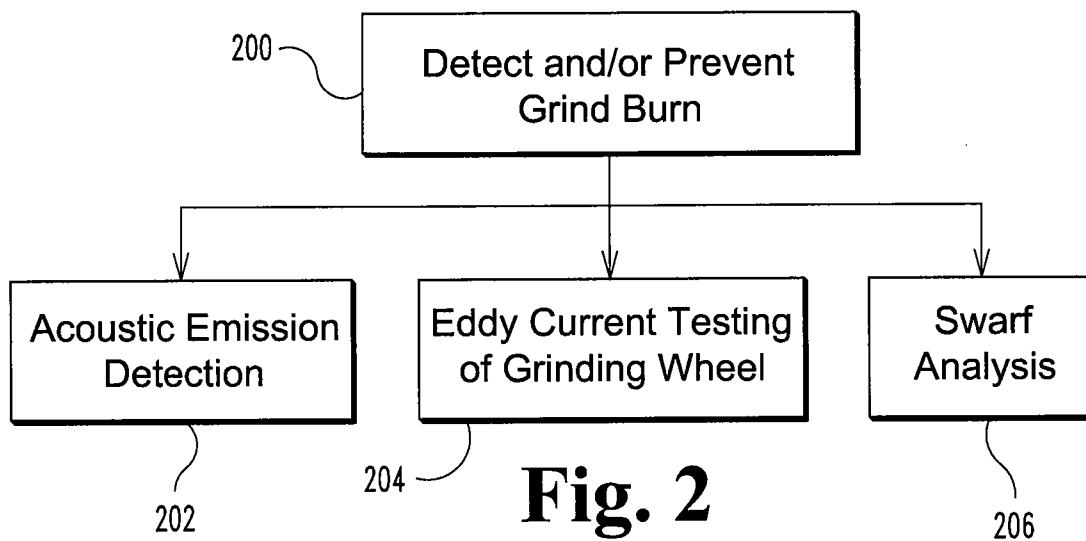 200
Detect and/or Prevent
Grind Burn
Acoustic Emission
Detection
Eddy Current Testing
of Grinding Wheel
Swarf
Analysis
202
204
206
Fig. 2